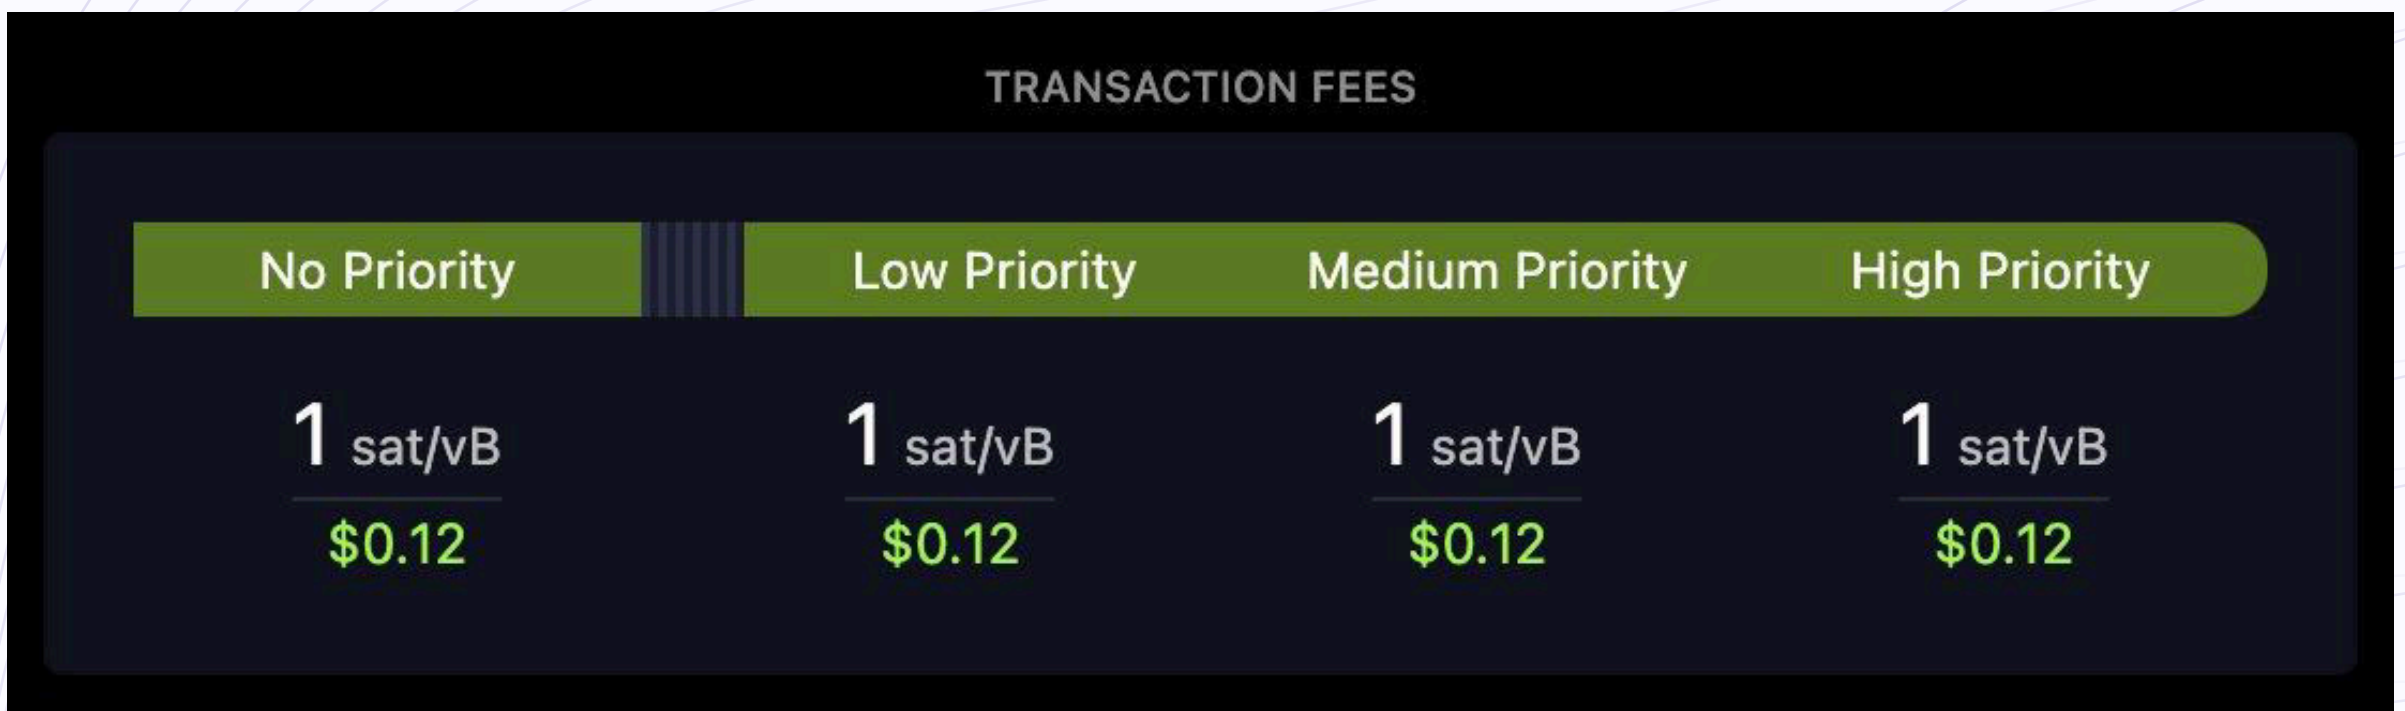 TRANSACTION FEES
No Priority Low Priority Medium Priority High Priority
1 sat/vB 1 sat/vB 1 sat/vB 1 sat/vB
$0.12 $0.12 $0.12 $0.12